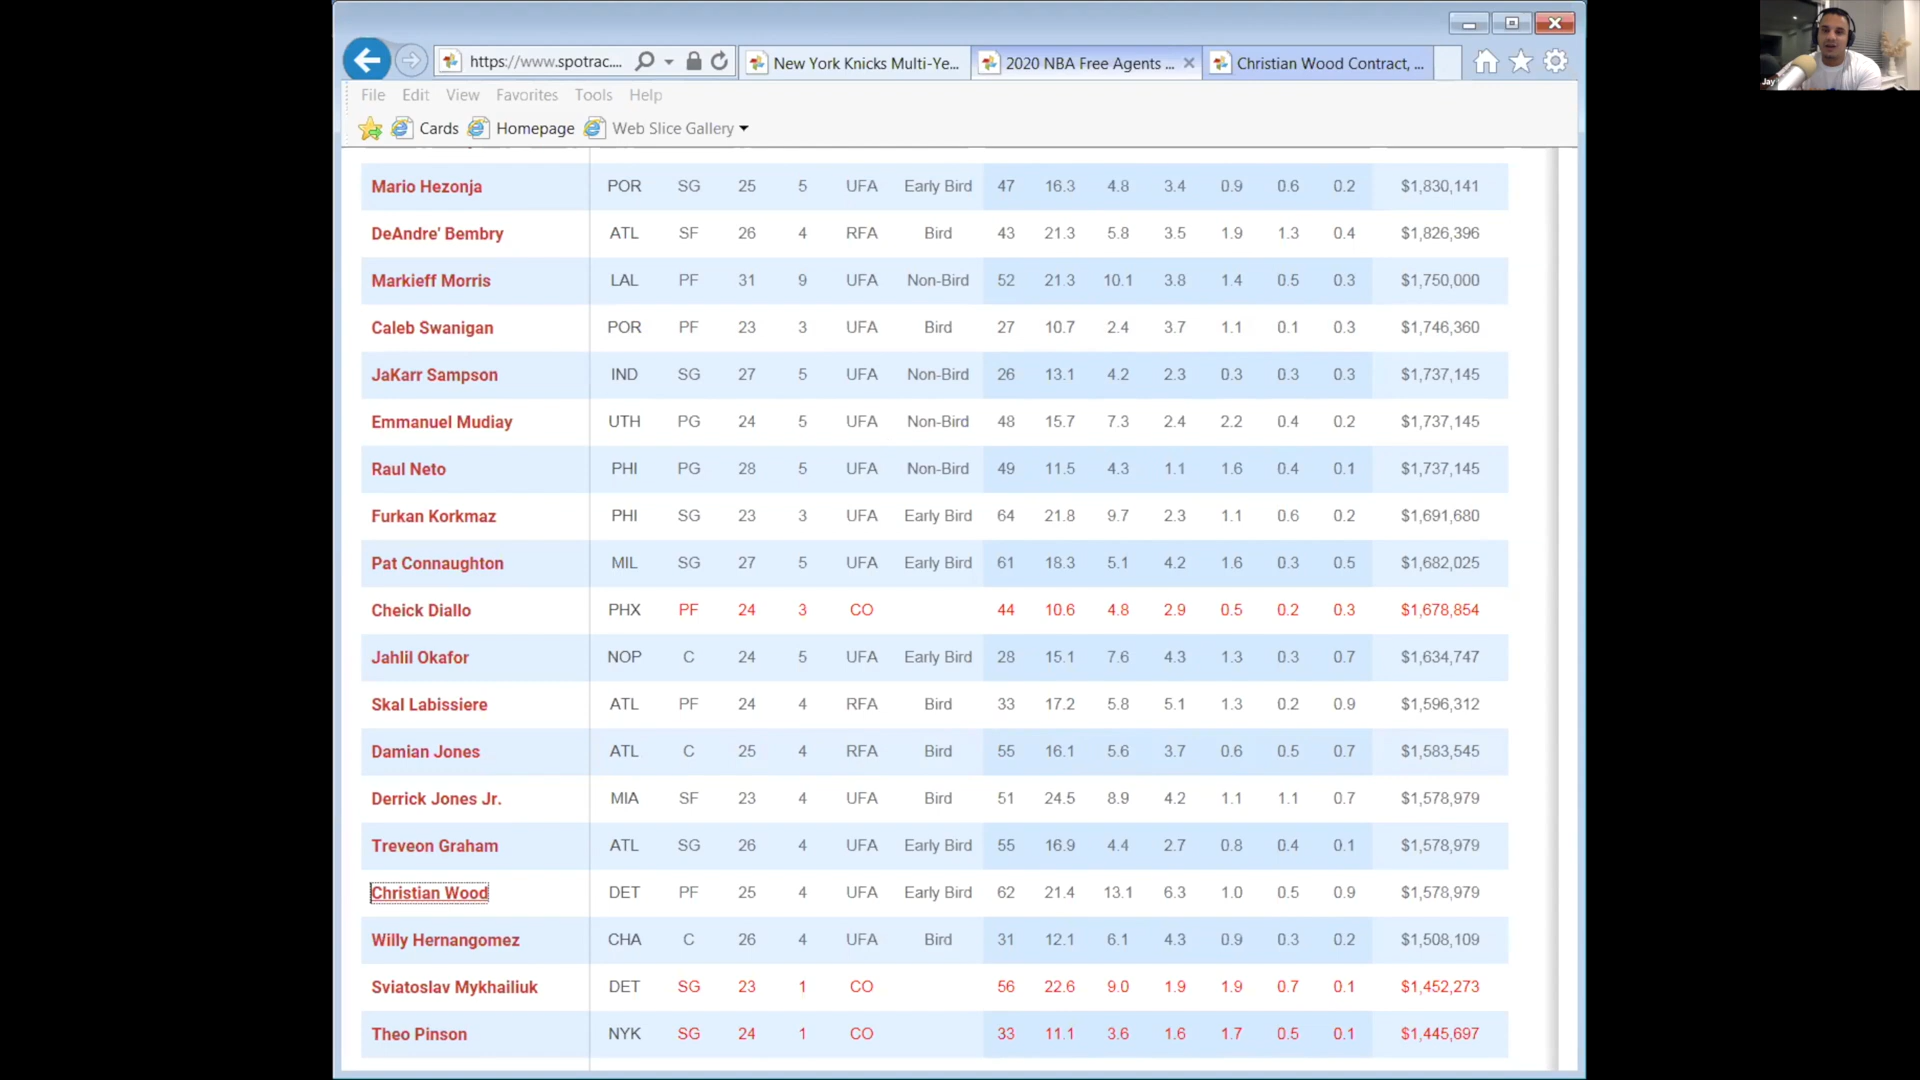 https://www.spotrac.... New York Knicks Multi-Ye... 2020 NBA Free Agents ... Christian Wood Contract, ...
File Edit View Favorites Tools Help
Cards Homepage Web Slice Gallery
Mario Hezonja POR SG 25 5 UFA Early Bird 47 16.3 4.8 3.4 0.9 0.6 0.2 $1,830,141
DeAndre' Bembry ATL SF 26 4 RFA Bird 43 21.3 5.8 3.5 1.9 1.3 0.4 $1,826,396
Markieff Morris LAL PF 31 9 UFA Non-Bird 52 21.3 10.1 3.8 1.4 0.5 0.3 $1,750,000
Caleb Swanigan POR PF 23 3 UFA Bird 27 10.7 2.4 3.7 1.1 0.1 0.3 $1,746,360
JaKarr Sampson IND SG 27 5 UFA Non-Bird 26 13.1 4.2 2.3 0.3 0.3 0.3 $1,737,145
Emmanuel Mudiay UTH PG 24 5 UFA Non-Bird 48 15.7 7.3 2.4 2.2 0.4 0.2 $1,737,145
Raul Neto PHI PG 28 5 UFA Non-Bird 49 11.5 4.3 1.1 1.6 0.4 0.1 $1,737,145
Furkan Korkmaz PHI SG 23 3 UFA Early Bird 64 21.8 9.7 2.3 1.1 0.6 0.2 $1,691,680
Pat Connaughton MIL SG 27 5 UFA Early Bird 61 18.3 5.1 4.2 1.6 0.3 0.5 $1,682,025
Cheick Diallo PHX PF 24 3 CO 44 10.6 4.8 2.9 0.5 0.2 0.3 $1,678,854
Jahlil Okafor NOP C 24 5 UFA Early Bird 28 15.1 7.6 4.3 1.3 0.3 0.7 $1,634,747
Skal Labissiere ATL PF 24 4 RFA Bird 33 17.2 5.8 5.1 1.3 0.2 0.9 $1,596,312
Damian Jones ATL C 25 4 RFA Bird 55 16.1 5.6 3.7 0.6 0.5 0.7 $1,583,545
Derrick Jones Jr. MIA SF 23 4 UFA Bird 51 24.5 8.9 4.2 1.1 1.1 0.7 $1,578,979
Treveon Graham ATL SG 26 4 UFA Early Bird 55 16.9 4.4 2.7 0.8 0.4 0.1 $1,578,979
Christian Wood DET PF 25 4 UFA Early Bird 62 21.4 13.1 6.3 1.0 0.5 0.9 $1,578,979
Willy Hernangomez CHA C 26 4 UFA Bird 31 12.1 6.1 4.3 0.9 0.3 0.2 $1,508,109
Sviatoslav Mykhailiuk DET SG 23 1 CO 56 22.6 9.0 1.9 1.9 0.7 0.1 $1,452,273
Theo Pinson NYK SG 24 1 CO 33 11.1 3.6 1.6 1.7 0.5 0.1 $1,445,697